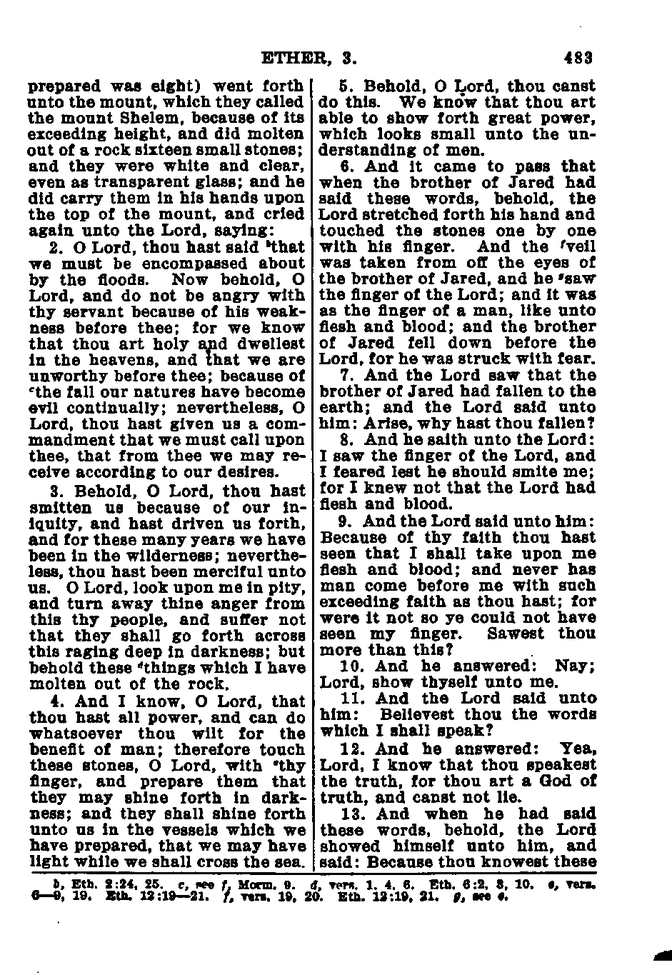 ETHER, 3. 483
prepared was eight) went forth
unto the mount, which they called
the mount Shelem, because of its
exceeding height, and did molten
out of a rock sixteen small stones;
and they were white and clear,
even as transparent glass; and he
did carry them in his hands upon
the top of the mount, and cried
again unto the Lord, saying:
2. O Lord, thou hast said ᵇthat
we must be encompassed about
by the floods. Now behold, O
Lord, and do not be angry with
thy servant because of his weak-
ness before thee; for we know
that thou art holy and dwellest
in the heavens, and that we are
unworthy before thee; because of
ᶜthe fall our natures have become
evil continually; nevertheless, O
Lord, thou hast given us a com-
mandment that we must call upon
thee, that from thee we may re-
ceive according to our desires.
3. Behold, O Lord, thou hast
smitten us because of our in-
iquity, and hast driven us forth,
and for these many years we have
been in the wilderness; neverthe-
less, thou hast been merciful unto
us. O Lord, look upon me in pity,
and turn away thine anger from
this thy people, and suffer not
that they shall go forth across
this raging deep in darkness; but
behold these ᵈthings which I have
molten out of the rock.
4. And I know, O Lord, that
thou hast all power, and can do
whatsoever thou wilt for the
benefit of man; therefore touch
these stones, O Lord, with ᵉthy
finger, and prepare them that
they may shine forth in dark-
ness; and they shall shine forth
unto us in the vessels which we
have prepared, that we may have
light while we shall cross the sea.
5. Behold, O Lord, thou canst
do this. We know that thou art
able to show forth great power,
which looks small unto the un-
derstanding of men.
6. And it came to pass that
when the brother of Jared had
said these words, behold, the
Lord stretched forth his hand and
touched the stones one by one
with his finger. And the ᶠveil
was taken from off the eyes of
the brother of Jared, and he ᵍsaw
the finger of the Lord; and it was
as the finger of a man, like unto
flesh and blood; and the brother
of Jared fell down before the
Lord, for he was struck with fear.
7. And the Lord saw that the
brother of Jared had fallen to the
earth; and the Lord said unto
him: Arise, why hast thou fallen?
8. And he saith unto the Lord:
I saw the finger of the Lord, and
I feared lest he should smite me;
for I knew not that the Lord had
flesh and blood.
9. And the Lord said unto him:
Because of thy faith thou hast
seen that I shall take upon me
flesh and blood; and never has
man come before me with such
exceeding faith as thou hast; for
were it not so ye could not have
seen my finger. Sawest thou
more than this?
10. And he answered: Nay;
Lord, show thyself unto me.
11. And the Lord said unto
him: Believest thou the words
which I shall speak?
12. And he answered: Yea,
Lord, I know that thou speakest
the truth, for thou art a God of
truth, and canst not lie.
13. And when he had said
these words, behold, the Lord
showed himself unto him, and
said: Because thou knowest these
b, Eth. 2:24, 25. c, see f, Morm. 9. d, vers. 1, 4, 6. Eth. 6:2, 3, 10. e, vers.
6—9, 19. Eth. 12:19—21. f, vers. 19, 20. Eth. 12:19, 21. g, see e.